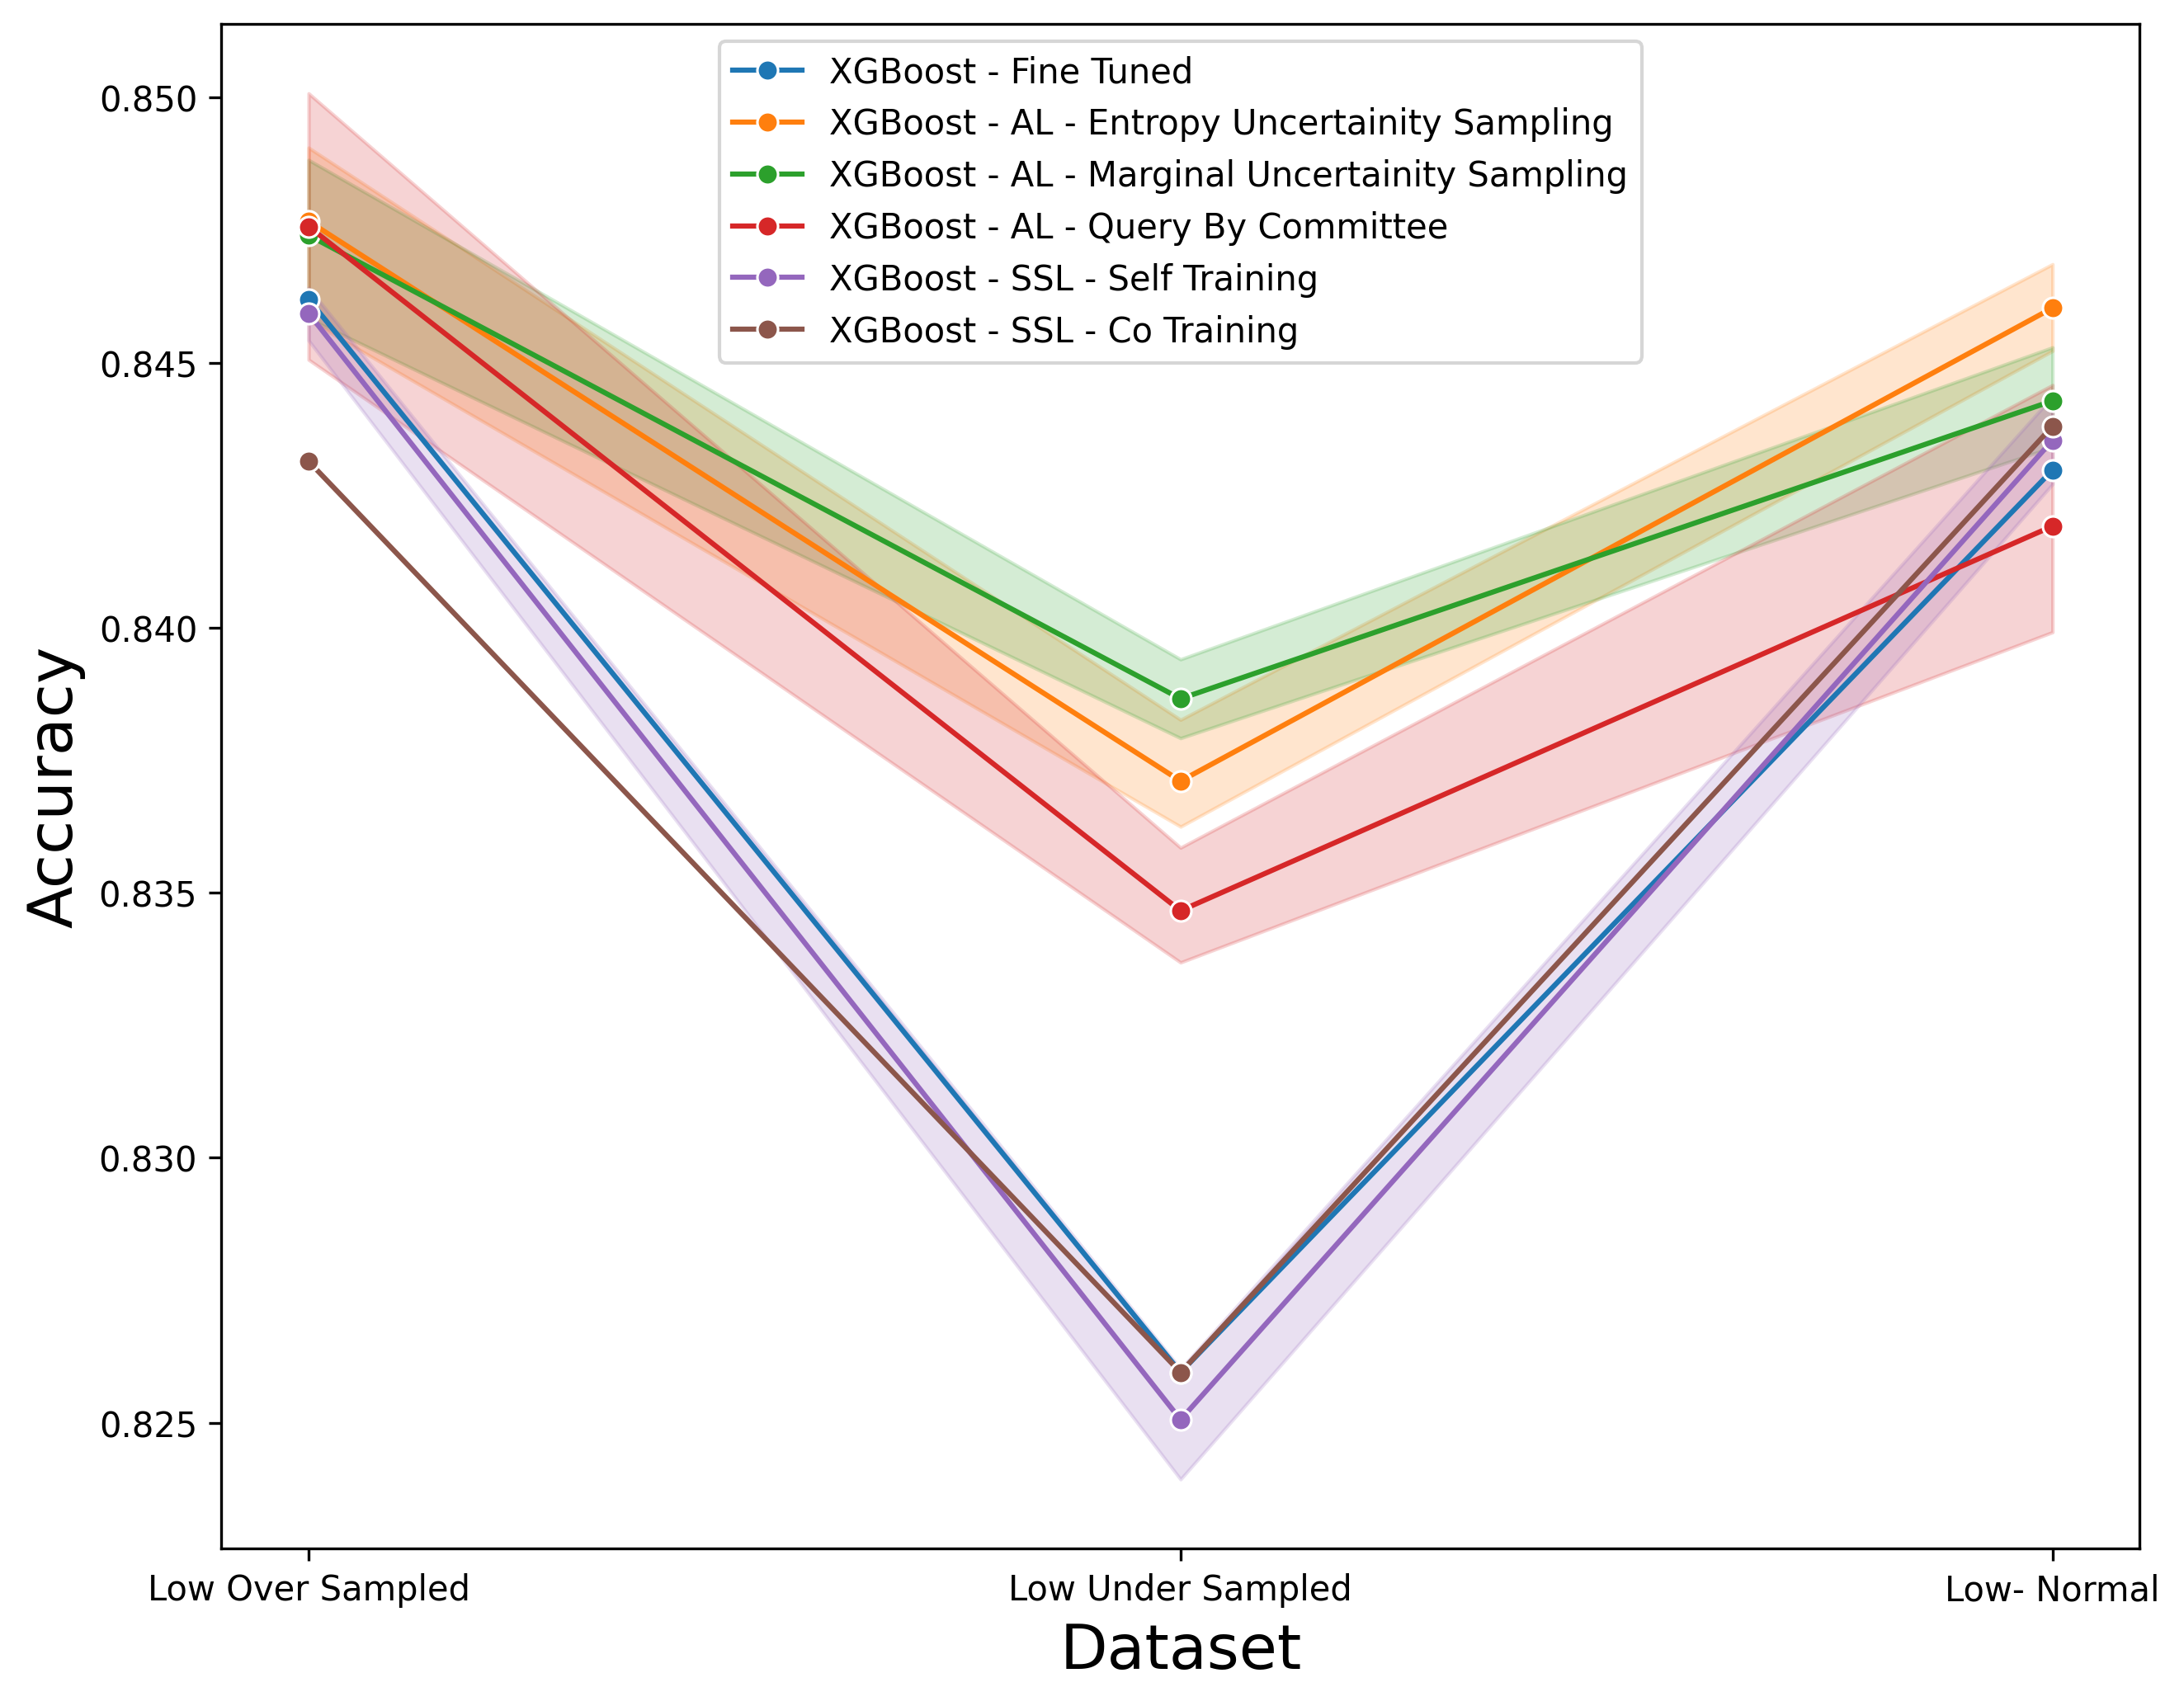 XGBoost - Fine Tuned
XGBoost - AL - Entropy Uncertainity Sampling
XGBoost - AL - Marginal Uncertainity Sampling
XGBoost - AL - Query By Committee
XGBoost - SSL - Self Training
XGBoost - SSL - Co Training
0.850
0.845
0.840
0.835
0.830
0.825
Accuracy
Low Over Sampled
Low Under Sampled
Low- Normal
Dataset